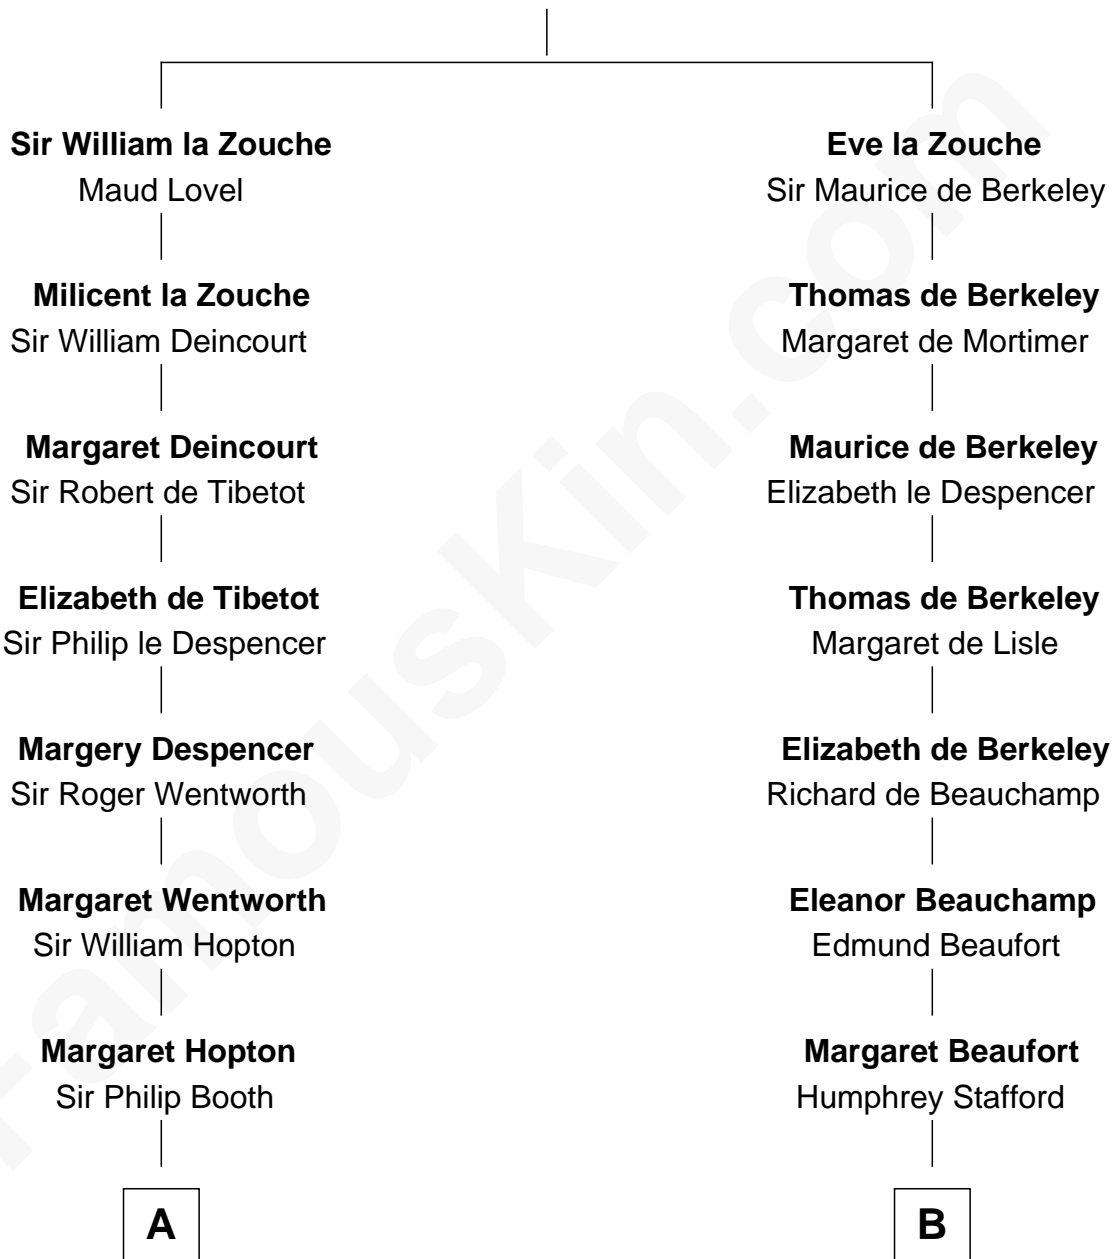 Sir William la Zouche
Maud Lovel
Milicent la Zouche
Sir William Deincourt
Margaret Deincourt
Sir Robert de Tibetot
Elizabeth de Tibetot
Sir Philip le Despencer
Margery Despencer
Sir Roger Wentworth
Margaret Wentworth
Sir William Hopton
Margaret Hopton
Sir Philip Booth
A
Eve la Zouche
Sir Maurice de Berkeley
Thomas de Berkeley
Margaret de Mortimer
Maurice de Berkeley
Elizabeth le Despencer
Thomas de Berkeley
Margaret de Lisle
Elizabeth de Berkeley
Richard de Beauchamp
Eleanor Beauchamp
Edmund Beaufort
Margaret Beaufort
Humphrey Stafford
B
FamousKin.com